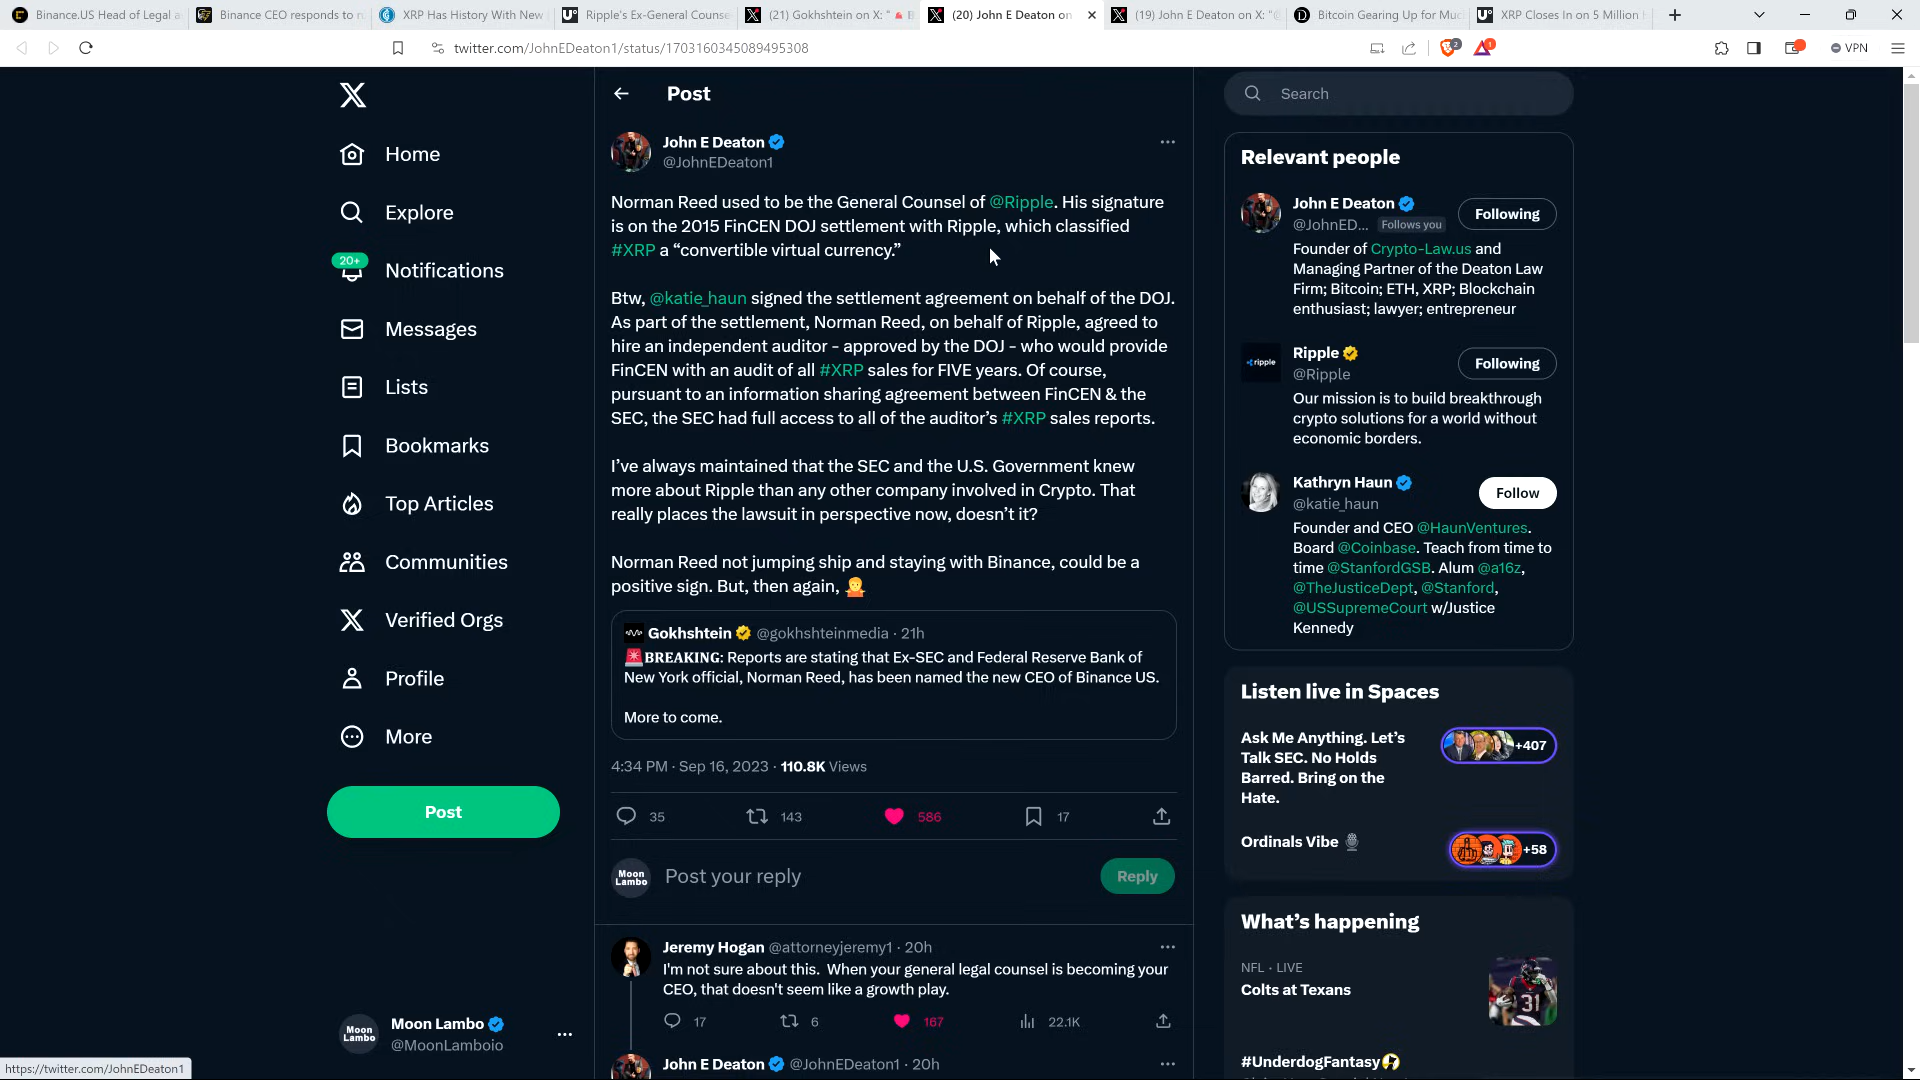 Binance.US Head of Legal a
Binance CEO responds to ru
XRP Has History With New
Ripple's Ex-General Counse
(21) Gokhshtein on X: "
(20) John E Deaton on
(19) John E Deaton on X: "@
Bitcoin Gearing Up for Muc
XRP Closes In on 5 Million
twitter.com/JohnEDeaton1/status/1703160345089495308
2
1
VPN
Home
Explore
20+
Notifications
Messages
Lists
Bookmarks
Top Articles
Communities
Verified Orgs
Profile
More
Post
Moon Lambo
@MoonLamboio
https://twitter.com/JohnEDeaton1
Post
John E Deaton
@JohnEDeaton1
Norman Reed used to be the General Counsel of @Ripple. His signature
is on the 2015 FinCEN DOJ settlement with Ripple, which classified
#XRP a “convertible virtual currency.”
Btw, @katie_haun signed the settlement agreement on behalf of the DOJ.
As part of the settlement, Norman Reed, on behalf of Ripple, agreed to
hire an independent auditor - approved by the DOJ - who would provide
FinCEN with an audit of all #XRP sales for FIVE years. Of course,
pursuant to an information sharing agreement between FinCEN & the
SEC, the SEC had full access to all of the auditor’s #XRP sales reports.
I’ve always maintained that the SEC and the U.S. Government knew
more about Ripple than any other company involved in Crypto. That
really places the lawsuit in perspective now, doesn’t it?
Norman Reed not jumping ship and staying with Binance, could be a
positive sign. But, then again, 🤷
Gokhshtein @gokhshteinmedia · 21h
🚨BREAKING: Reports are stating that Ex-SEC and Federal Reserve Bank of
New York official, Norman Reed, has been named the new CEO of Binance US.
More to come.
4:34 PM · Sep 16, 2023 · 110.8K Views
35 143 586 17
Moon Lambo
Post your reply
Reply
Jeremy Hogan @attorneyjeremy1 · 20h
I'm not sure about this. When your general legal counsel is becoming your
CEO, that doesn't seem like a growth play.
17 6 167 22.1K
John E Deaton @JohnEDeaton1 · 20h
Search
Relevant people
John E Deaton
@JohnED... Follows you
Following
Founder of Crypto-Law.us and
Managing Partner of the Deaton Law
Firm; Bitcoin; ETH, XRP; Blockchain
enthusiast; lawyer; entrepreneur
ripple
Ripple
@Ripple
Following
Our mission is to build breakthrough
crypto solutions for a world without
economic borders.
Kathryn Haun
@katie_haun
Follow
Founder and CEO @HaunVentures.
Board @Coinbase. Teach from time to
time @StanfordGSB. Alum @a16z,
@TheJusticeDept, @Stanford,
@USSupremeCourt w/Justice
Kennedy
Listen live in Spaces
Ask Me Anything. Let’s
Talk SEC. No Holds
Barred. Bring on the
Hate.
+407
Ordinals Vibe 🎙
+58
What’s happening
NFL · LIVE
Colts at Texans
31
#UnderdogFantasy